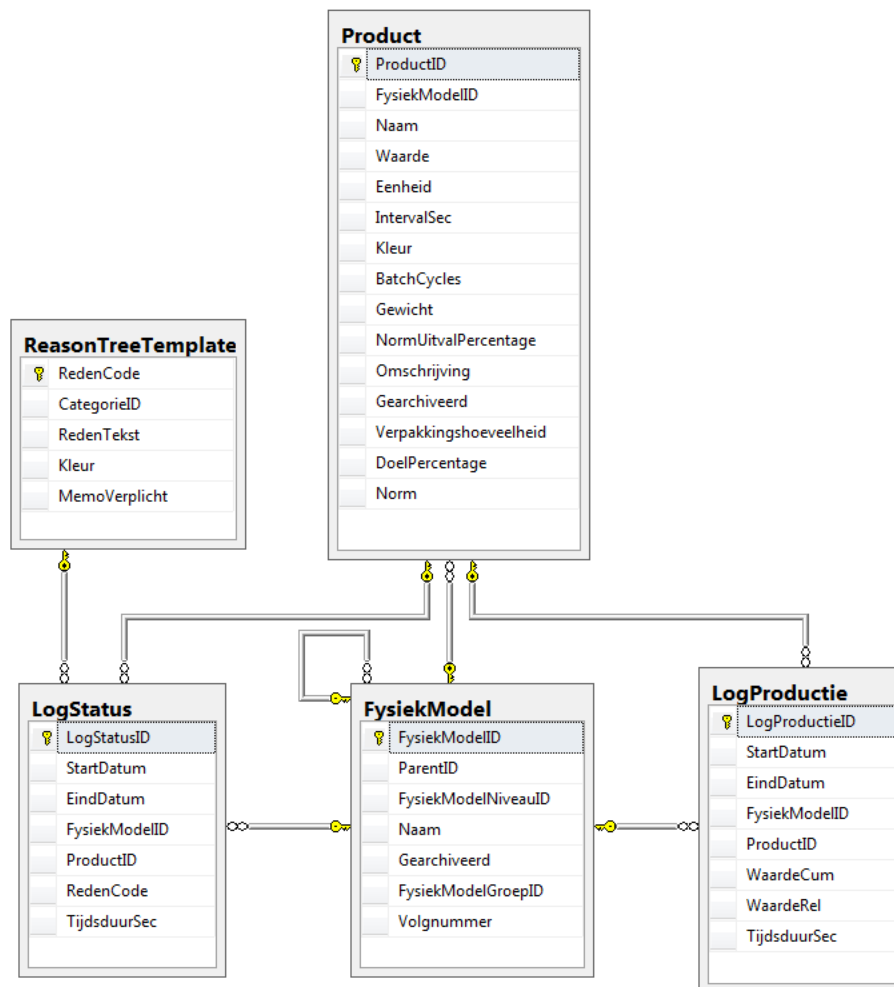 Product
ProductID
FysiekModelID
Naam
Waarde
Eenheid
IntervalSec
Kleur
BatchCycles
Gewicht
NormUitvalPercentage
Omschrijving
Gearchiveerd
Verpakkingshoeveelheid
DoelPercentage
Norm
ReasonTreeTemplate
RedenCode
CategorieID
RedenTekst
Kleur
MemoVerplicht
LogStatus
LogStatusID
StartDatum
EindDatum
FysiekModelID
ProductID
RedenCode
TijdsduurSec
FysiekModel
FysiekModelID
ParentID
FysiekModelNiveauID
Naam
Gearchiveerd
FysiekModelGroepID
Volgnummer
LogProductie
LogProductieID
StartDatum
EindDatum
FysiekModelID
ProductID
WaardeCum
WaardeRel
TijdsduurSec